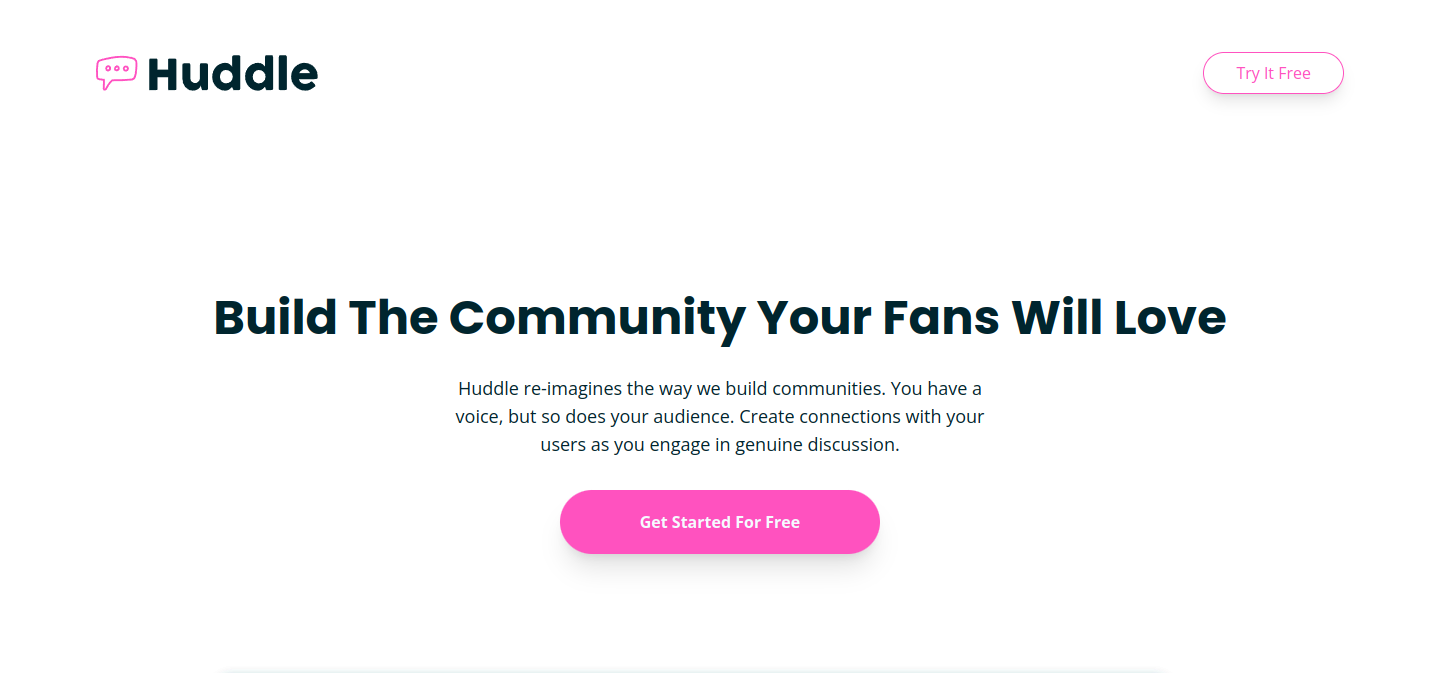 Huddle
Try It Free
Build The Community Your Fans Will Love
Huddle re-imagines the way we build communities. You have a
voice, but so does your audience. Create connections with your
users as you engage in genuine discussion.
Get Started For Free